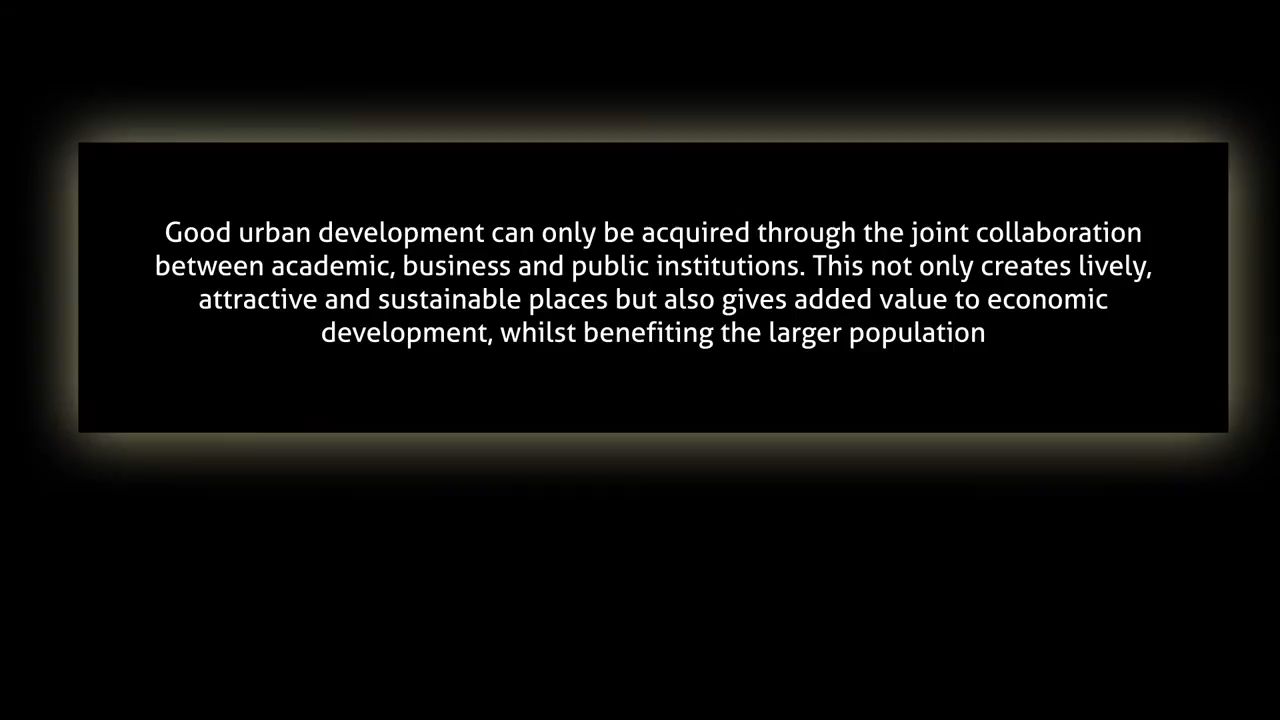 Good urban development can only be acquired through the joint collaboration
between academic, business and public institutions. This not only creates lively,
attractive and sustainable places but also gives added value to economic
development, whilst benefiting the larger population